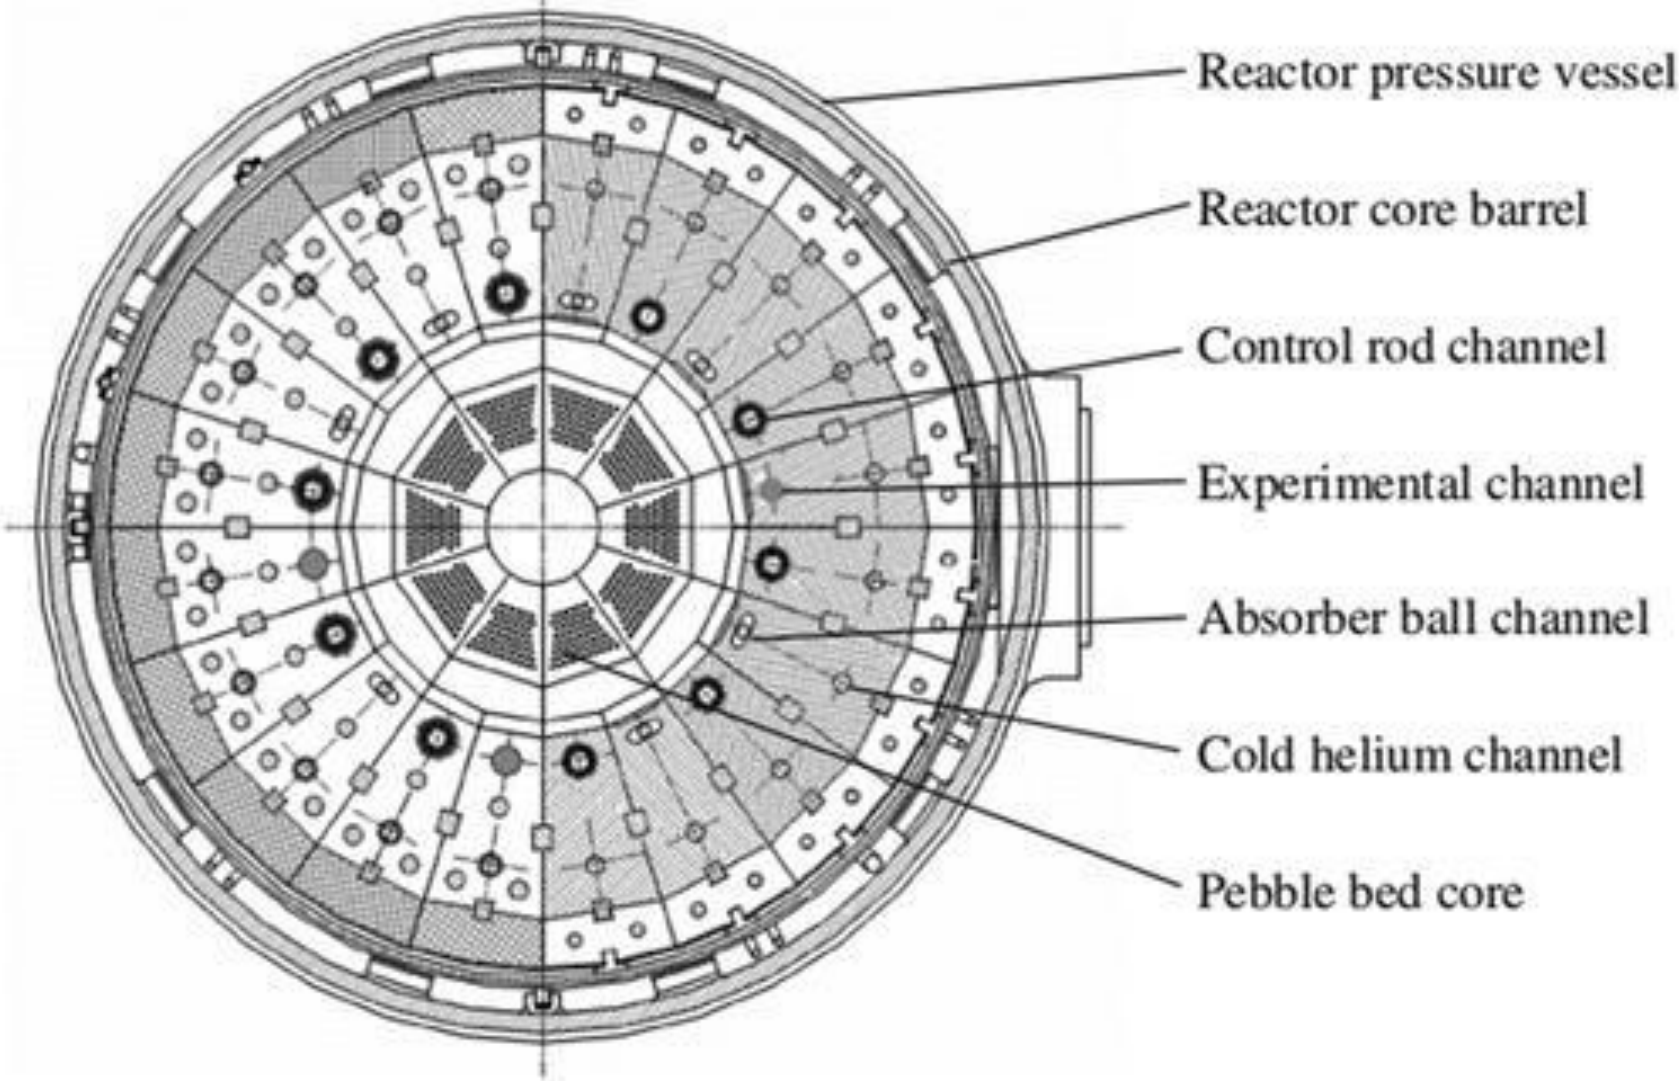 Reactor pressure vessel
Reactor core barrel
Control rod channel
Experimental channel
Absorber ball channel
Cold helium channel
Pebble bed core